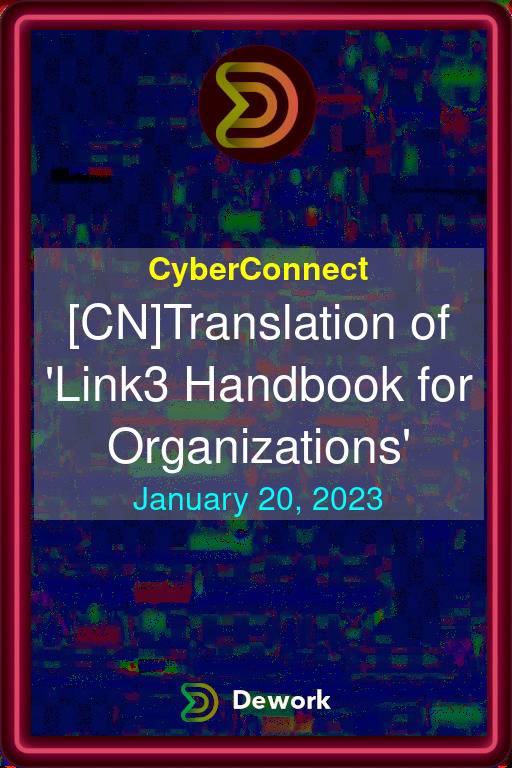 CyberConnect
[CN]Translation of
'Link3 Handbook for
Organizations'
January 20, 2023
Dework